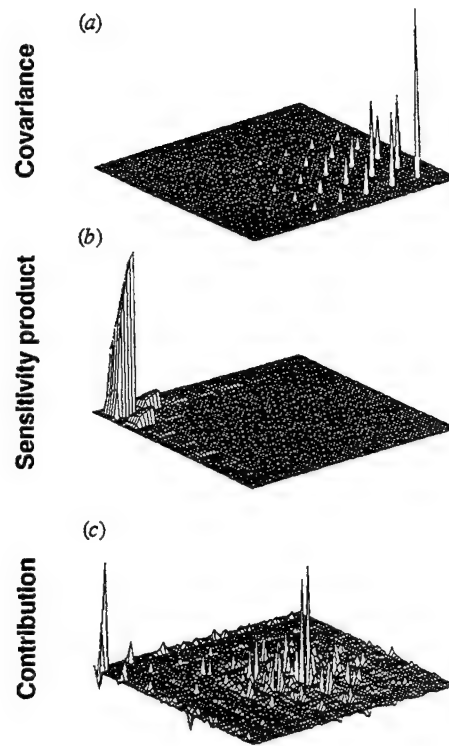 (a)
Covariance
(b)
Sensitivity product
(c)
Contribution